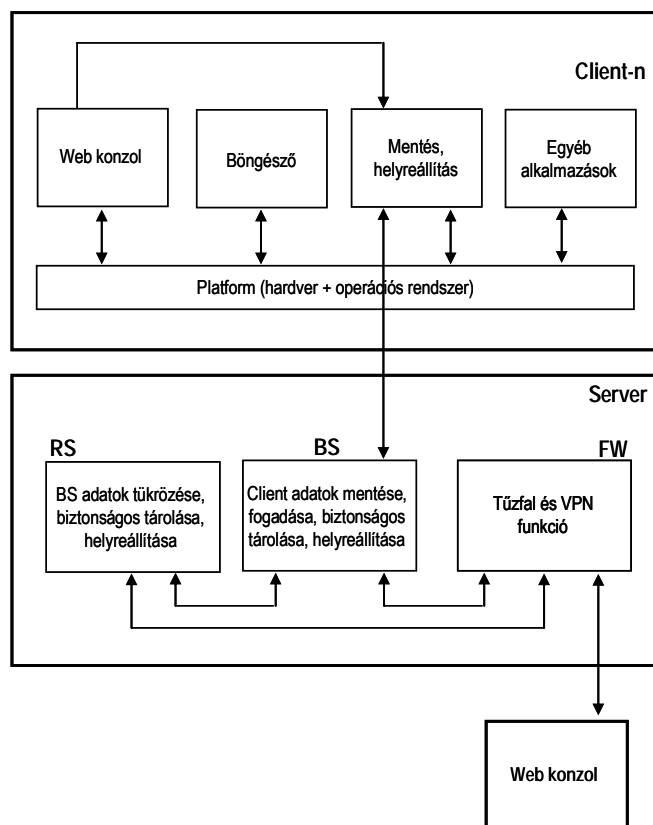 Client-n
Web konzol
Böngésző
Mentés,
helyreállítás
Egyéb
alkalmazások
Platform (hardver + operációs rendszer)
Server
RS
BS
FW
BS adatok tükrözése,
biztonságos tárolása,
helyreállítása
Client adatok mentése,
fogadása, biztonságos
tárolása, helyreállítása
Tűzfal és VPN
funkció
Web konzol